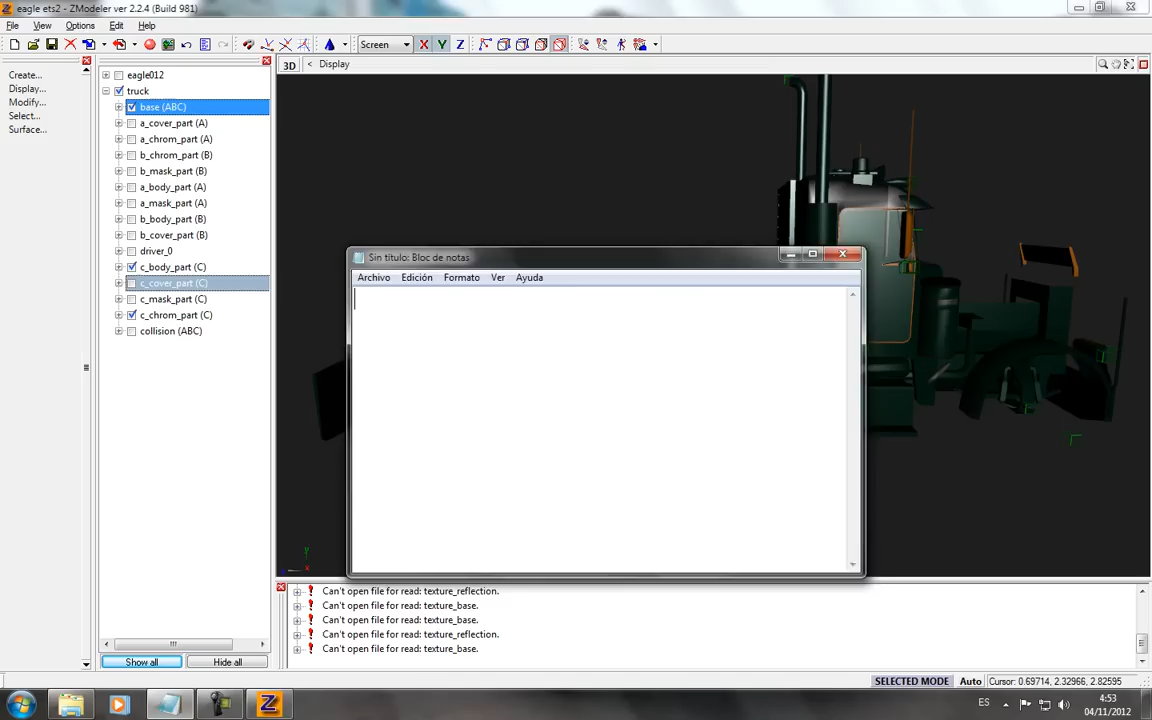 eagle ets2 - ZModeler ver 2.2.4 (Build 981)
File View Options Edit Help
Screen X Y Z
Create...
Display...
Modify...
Select...
Surface...
eagle012
truck
base (ABC)
a_cover_part (A)
a_chrom_part (A)
b_chrom_part (B)
b_mask_part (B)
a_body_part (A)
a_mask_part (A)
b_body_part (B)
b_cover_part (B)
driver_0
c_body_part (C)
c_cover_part (C)
c_mask_part (C)
c_chrom_part (C)
collision (ABC)
Show all Hide all
3D < Display
Sin título: Bloc de notas
Archivo Edición Formato Ver Ayuda
Can't open file for read: texture_reflection.
Can't open file for read: texture_base.
Can't open file for read: texture_base.
Can't open file for read: texture_reflection.
Can't open file for read: texture_base.
SELECTED MODE Auto Cursor: 0.69714, 2.32966, 2.82595
ES 4:53
04/11/2012